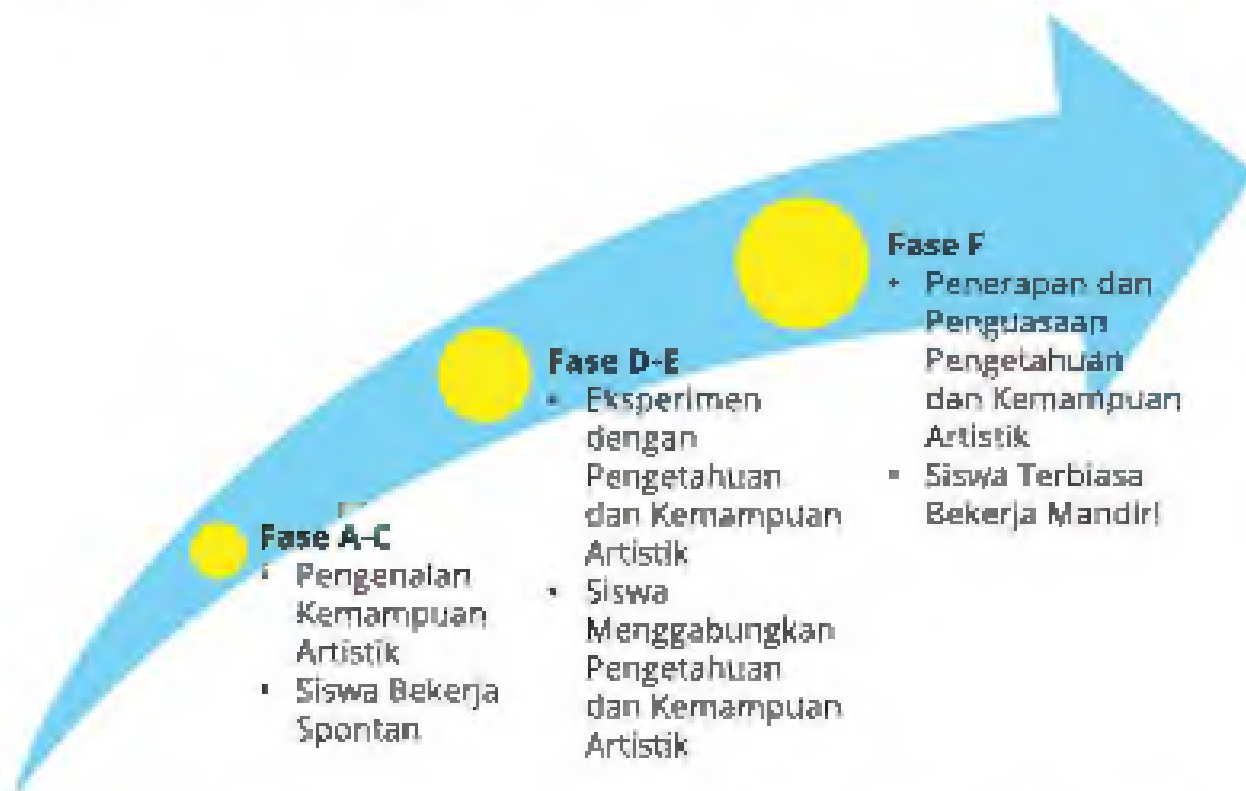 Fase A-C
• Pengenalan
Kemampuan
Artistik
• Siswa Bekerja
Spontan
Fase D-E
• Eksperimen
dengan
Pengetahuan
dan Kemampuan
Artistik
• Siswa
Menggabungkan
Pengetahuan
dan Kemampuan
Artistik
Fase F
• Penerapan dan
Penguasaan
Pengetahuan
dan Kemampuan
Artistik
• Siswa Terbiasa
Bekerja Mandiri